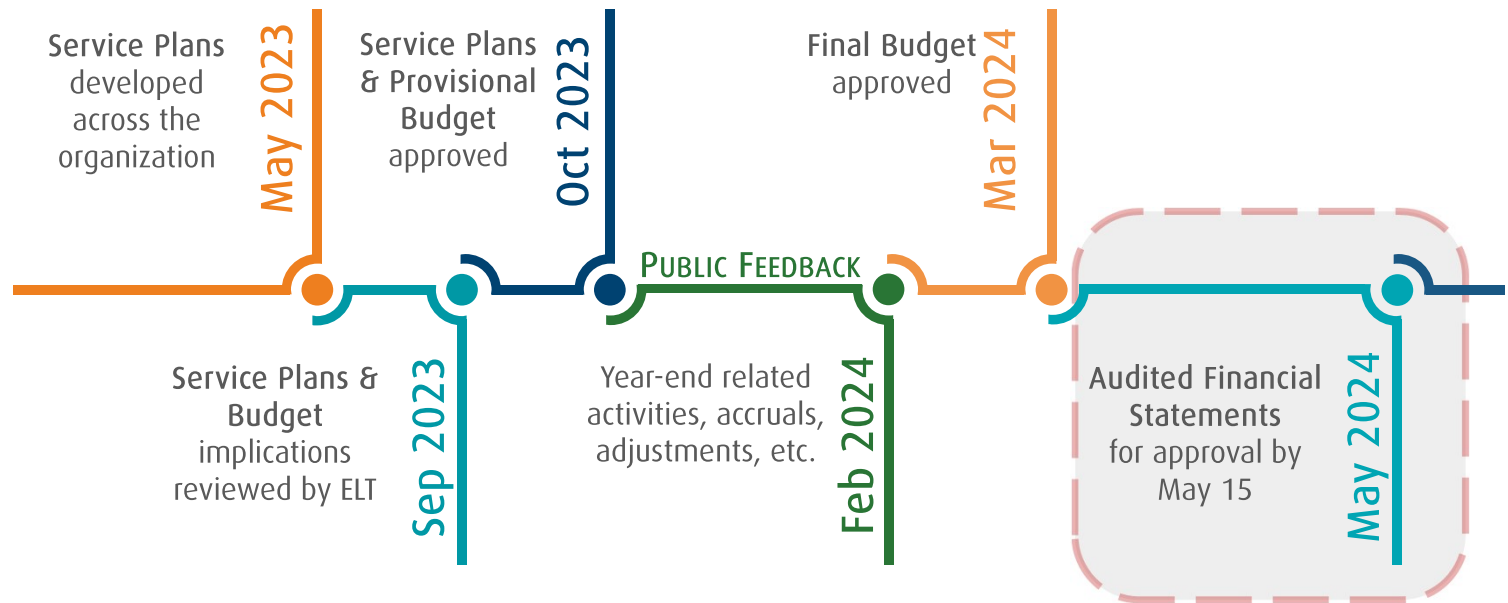 Service Plans
developed
across the
organization
May 2023
Service Plans &
Budget
implications
reviewed by ELT
Sep 2023
Service Plans
& Provisional
Budget
approved
Oct 2023
PUBLIC FEEDBACK
Year-end related
activities, accruals,
adjustments, etc.
Feb 2024
Final Budget
approved
Mar 2024
Audited Financial
Statements
for approval by
May 15
May 2024